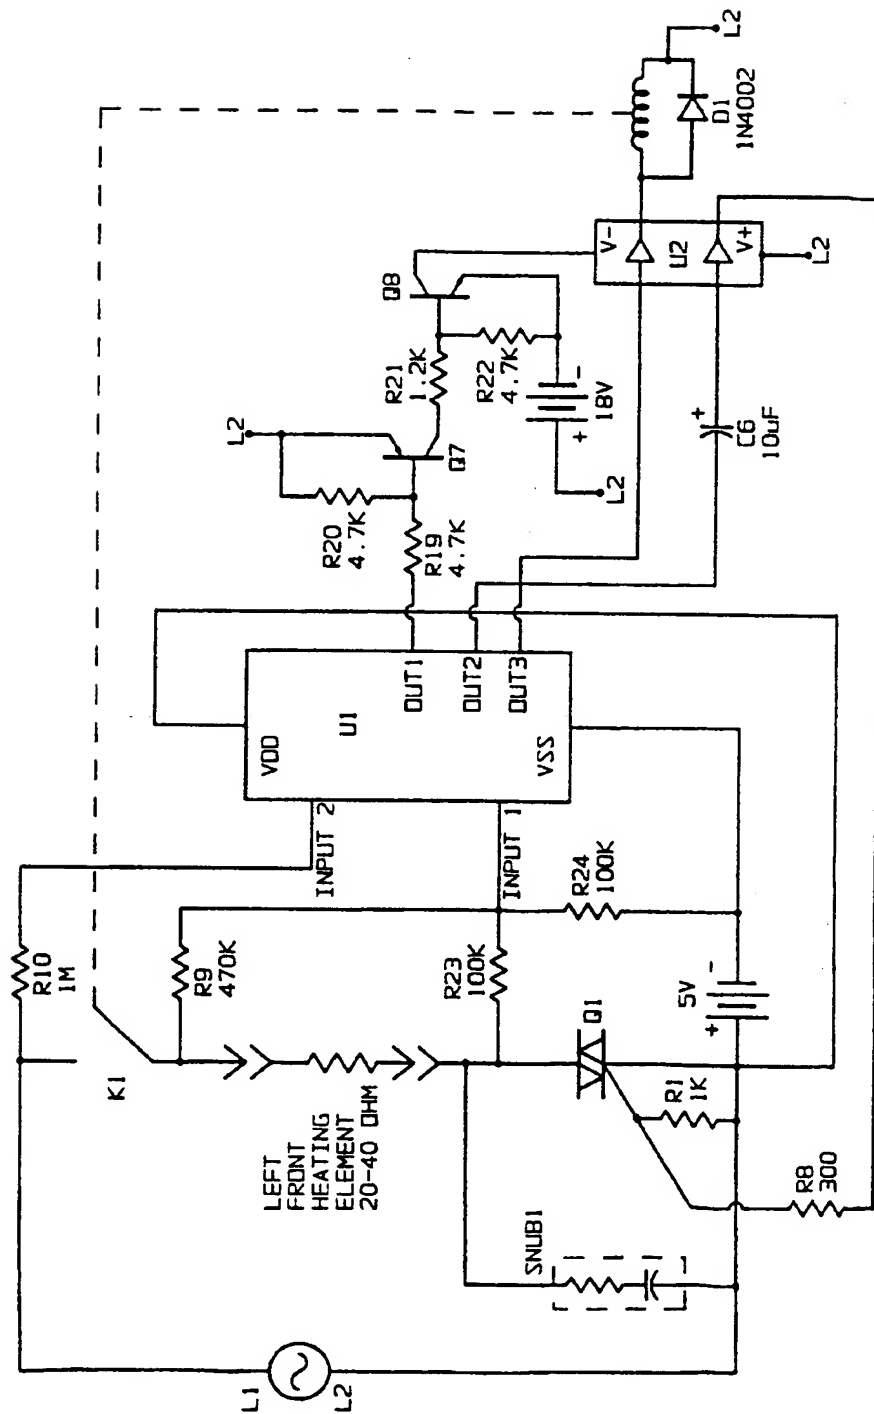 L1
L2
R10
1M
K1
R9
470K
LEFT
FRONT
HEATING
ELEMENT
20-40 OHM
R23
100K
R24
100K
SNUB1
Q1
R1
1K
5V
+
-
R8
300
INPUT 2
INPUT 1
VDD
U1
OUT1
OUT2
OUT3
VSS
L2
R20
4.7K
R19
4.7K
Q7
R21
1.2K
Q8
R22
4.7K
+
-
18V
L2
+
C6
10uF
V-
U2
V+
L2
D1
1N4002
L2